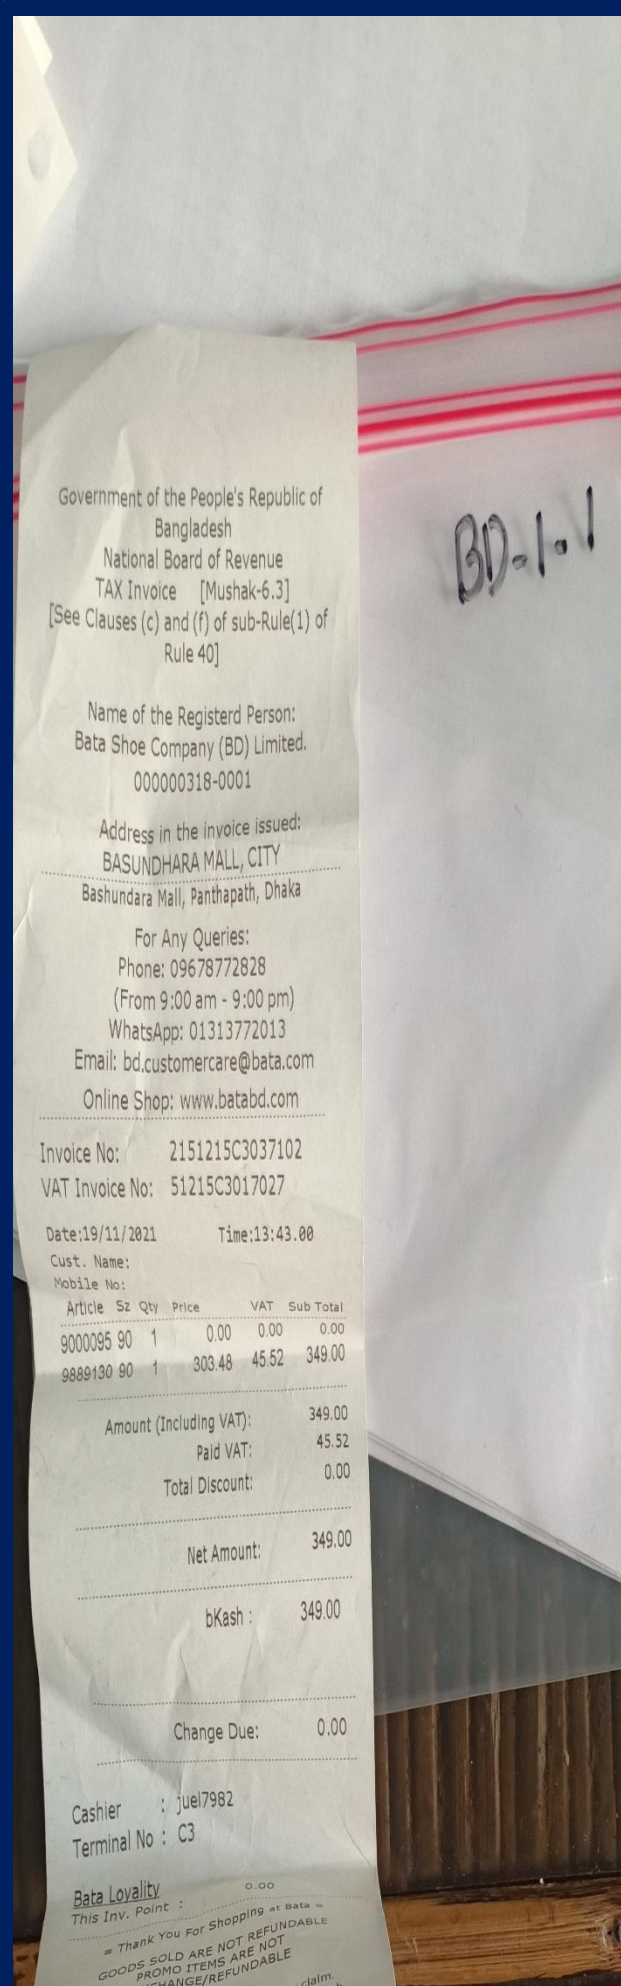 Government of the People's Republic of
Bangladesh
National Board of Revenue
TAX Invoice [Mushak-6.3]
[See Clauses (c) and (f) of sub-Rule(1) of
Rule 40]
Name of the Registerd Person:
Bata Shoe Company (BD) Limited.
000000318-0001
Address in the invoice issued:
BASUNDHARA MALL, CITY
Bashundara Mall, Panthapath, Dhaka
For Any Queries:
Phone: 09678772828
(From 9:00 am - 9:00 pm)
WhatsApp: 01313772013
Email: bd.customercare@bata.com
Online Shop: www.batabd.com
Invoice No: 2151215C3037102
VAT Invoice No: 51215C3017027
Date:19/11/2021 Time:13:43.00
Cust. Name:
Mobile No:
Article Sz Qty Price VAT Sub Total
9000095 90 1 0.00 0.00 0.00
9889130 90 1 303.48 45.52 349.00
Amount (Including VAT): 349.00
Paid VAT: 45.52
Total Discount: 0.00
Net Amount: 349.00
bKash : 349.00
Change Due: 0.00
Cashier : juel7982
Terminal No : C3
Bata Loyality
This Inv. Point : 0.00
= Thank You For Shopping at Bata =
GOODS SOLD ARE NOT REFUNDABLE
PROMO ITEMS ARE NOT
HANGE/REFUNDABLE
claim.
BD-1.1